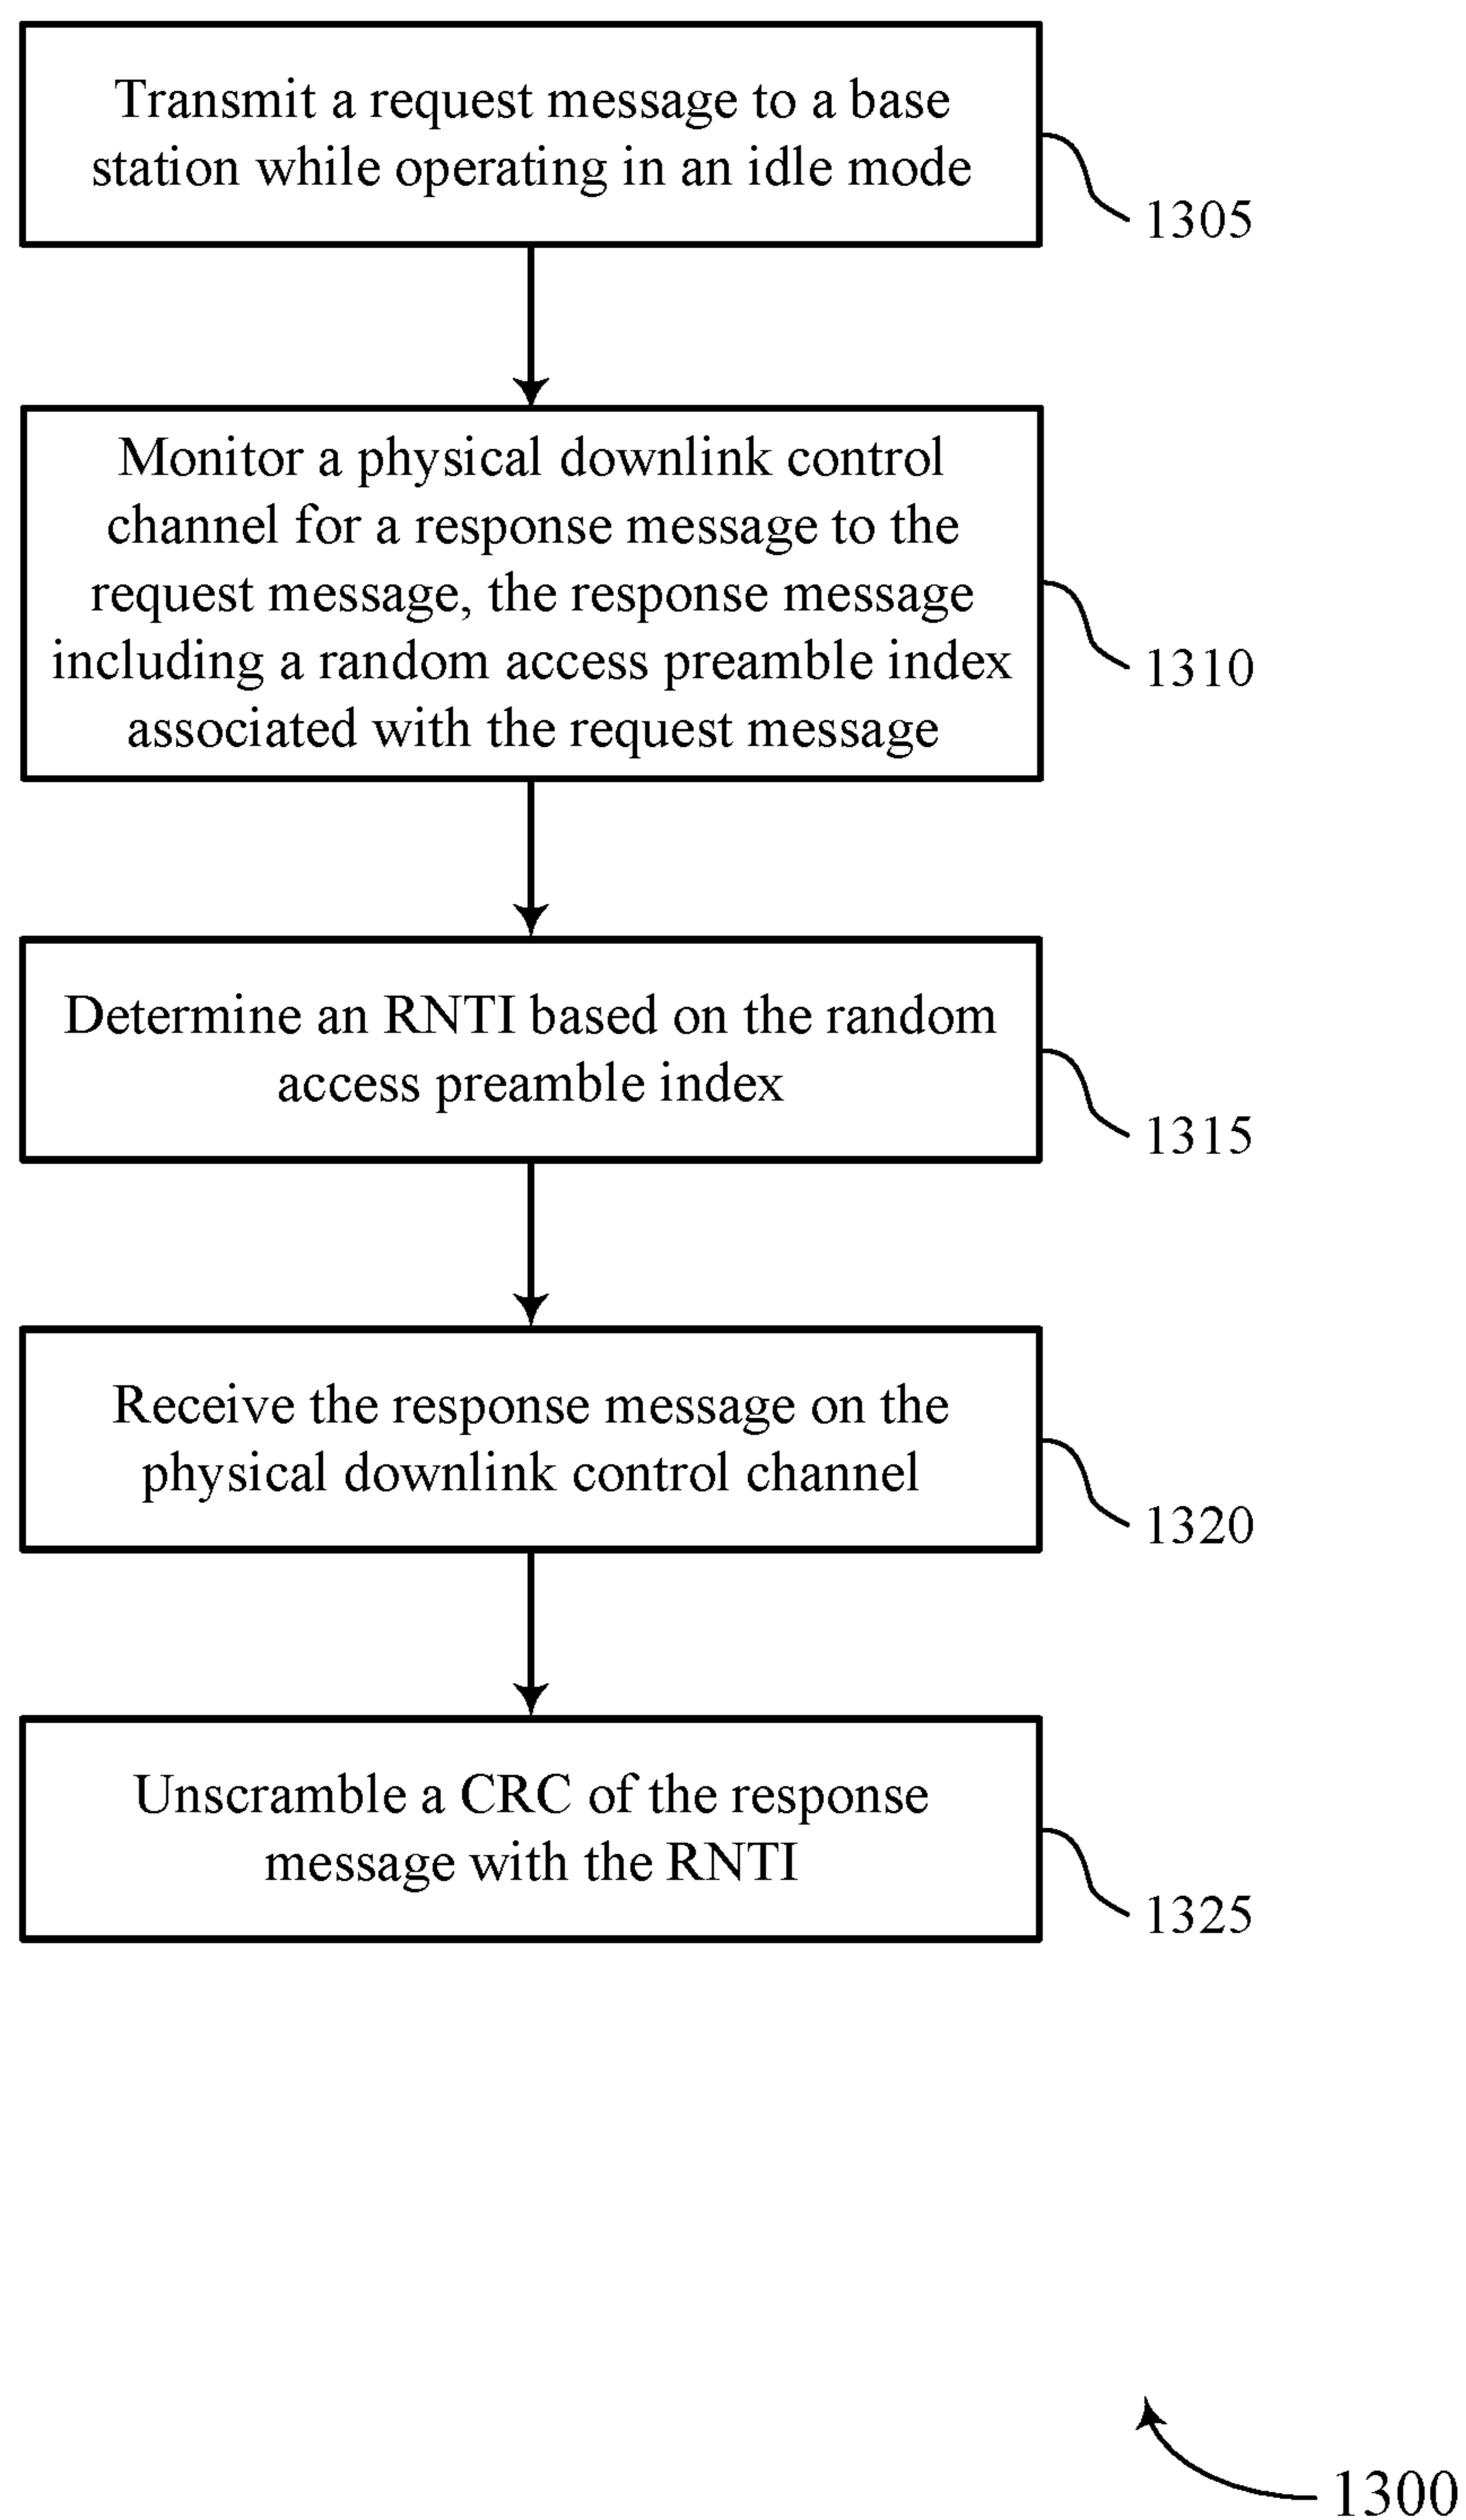 Transmit a request message to a base
station while operating in an idle mode
1305
Monitor a physical downlink control
channel for a response message to the
request message, the response message
including a random access preamble index
associated with the request message
1310
Determine an RNTI based on the random
access preamble index
1315
Receive the response message on the
physical downlink control channel
1320
Unscramble a CRC of the response
message with the RNTI
1325
1300